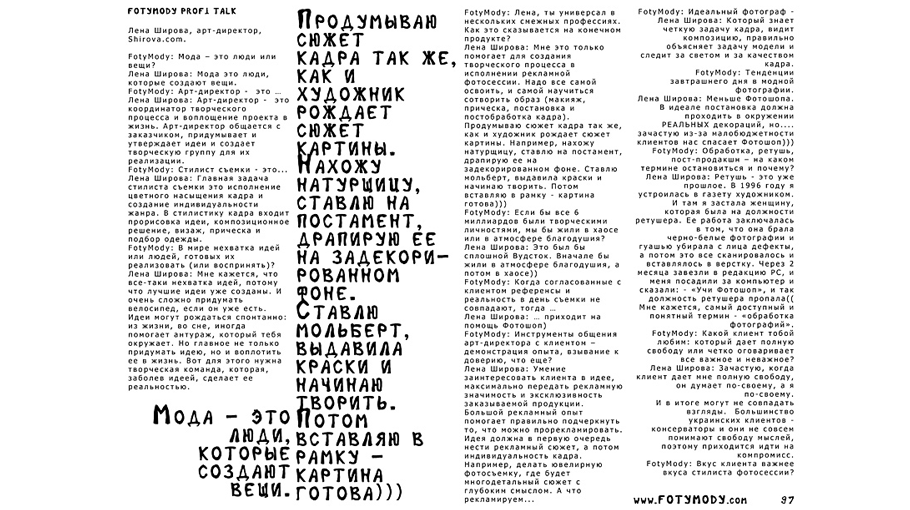 FOTYMODY PROFI TALK
Лена Широва, арт-директор,
Shirova.com.
FotyMody: Мода – это люди или
вещи?
Лена Широва: Мода это люди,
которые создают вещи.
FotyMody: Арт-директор -  это ...
Лена Широва: Арт-директор -  это
координатор творческого
процесса и воплощение проекта в
жизнь. Арт-директор общается с
заказчиком, придумывает и
утверждает идеи и создает
творческую группу для их
реализации.
FotyMody: Стилист съемки - это...
Лена Широва: Главная задача
стилиста съемки это исполнение
цветного насыщения кадра и
создание индивидуальности
жанра. В стилистику кадра входит
прорисовка идеи, композиционное
решение, визаж, прическа и
подбор одежды.
FotyMody: В мире нехватка идей
или людей, готовых их
реализовать (или воспринять)?
Лена Широва: Мне кажется, что
все-таки нехватка идей, потому
что лучшие идеи уже созданы. И
очень сложно придумать
велосипед, если он уже есть.
Идеи могут рождаться спонтанно:
из жизни, во сне, иногда
помогает антураж, который тебя
окружает. Но главное не только
придумать идею, но и воплотить
ее в жизнь. Вот для этого нужна
творческая команда, которая,
заболев идеей, сделает ее
реальностью.
Мода – это
люди,
которые
создают
вещи.
Продумываю
сюжет
кадра так же,
как и
художник
рождает
сюжет
картины.
Нахожу
натурщицу,
ставлю на
постамент,
драпирую ее
на задекори-
рованном
фоне.
Ставлю
мольберт,
выдавила
краски и
начинаю
творить.
Потом
вставляю в
рамку –
картина
готова)))
FotyMody: Лена, ты универсал в
нескольких смежных профессиях.
Как это сказывается на конечном
продукте?
Лена Широва: Мне это только
помогает для создания
творческого процесса в
исполнении рекламной
фотосессии. Надо все самой
освоить, и самой научиться
сотворить образ (макияж,
прическа, постановка и
постобработка кадра).
Продумываю сюжет кадра так же,
как и художник рождает сюжет
картины. Например, нахожу
натурщицу, ставлю на постамент,
драпирую ее на
задекорированном фоне. Ставлю
мольберт, выдавила краски и
начинаю творить. Потом
вставляю в рамку - картина
готова)))
FotyMody: Если бы все 6
миллиардов были творческими
личностями, мы бы жили в хаосе
или в атмосфере благодушия?
Лена Широва: Это был бы
сплошной Вудсток. Вначале бы
жили в атмосфере благодушия, а
потом в хаосе))
FotyMody: Когда согласованные с
клиентом референсы и
реальность в день съемки не
совпадают, тогда ...
Лена Широва: ... приходит на
помощь Фотошоп)
FotyMody: Инструменты общения
арт-директора с клиентом –
демонстрация опыта, взывание к
доверию, что еще?
Лена Широва: Умение
заинтересовать клиента в идее,
максимально передать рекламную
значимость и эксклюзивность
заказываемой продукции.
Большой рекламный опыт
помогает правильно подчеркнуть
то, что можно прорекламировать.
Идея должна в первую очередь
нести рекламный сюжет, а потом
индивидуальность кадра.
Например, делать ювелирную
фотосъемку, где будет
многодетальный сюжет с
глубоким смыслом. А что
рекламируем...
FotyMody: Идеальный фотограф -
Лена Широва: Который знает
четкую задачу кадра, видит
композицию, правильно
объясняет задачу модели и
следит за светом и за качеством
кадра.
FotyMody: Тенденции
завтрашнего дня в модной
фотографии.
Лена Широва: Меньше Фотошопа.
В идеале постановка должна
проходить в окружении
РЕАЛЬНЫХ декораций, но....
зачастую из-за малобюджетности
клиентов нас спасает Фотошоп)))
FotyMody: Обработка, ретушь,
пост-продакшн – на каком
термине остановиться и почему?
Лена Широва: Ретушь - это уже
прошлое. В 1996 году я
устроилась в газету художником.
И там я застала женщину,
которая была на должности
ретушера. Ее работа заключалась
в том, что она брала
черно-белые фотографии и
гуашью убирала с лица дефекты,
а потом это все сканировалось и
вставлялось в верстку. Через 2
месяца завезли в редакцию PC, и
меня посадили за компьютер и
сказали: - «Учи Фотошоп», и так
должность ретушера пропала((
Мне кажется, самый доступный и
понятный термин - «обработка
фотографий».
FotyMody: Какой клиент тобой
любим: который дает полную
свободу или четко оговаривает
все важное и неважное?
Лена Широва: Зачастую, когда
клиент дает мне полную свободу,
он думает по-своему, а я
по-своему.
И в итоге могут не совпадать
взгляды.  Большинство
украинских клиентов -
консерваторы и они не совсем
понимают свободу мыслей,
поэтому приходится идти на
компромисс.
FotyMody: Вкус клиента важнее
вкуса стилиста фотосессии?
www.FOTYMODY.com
97